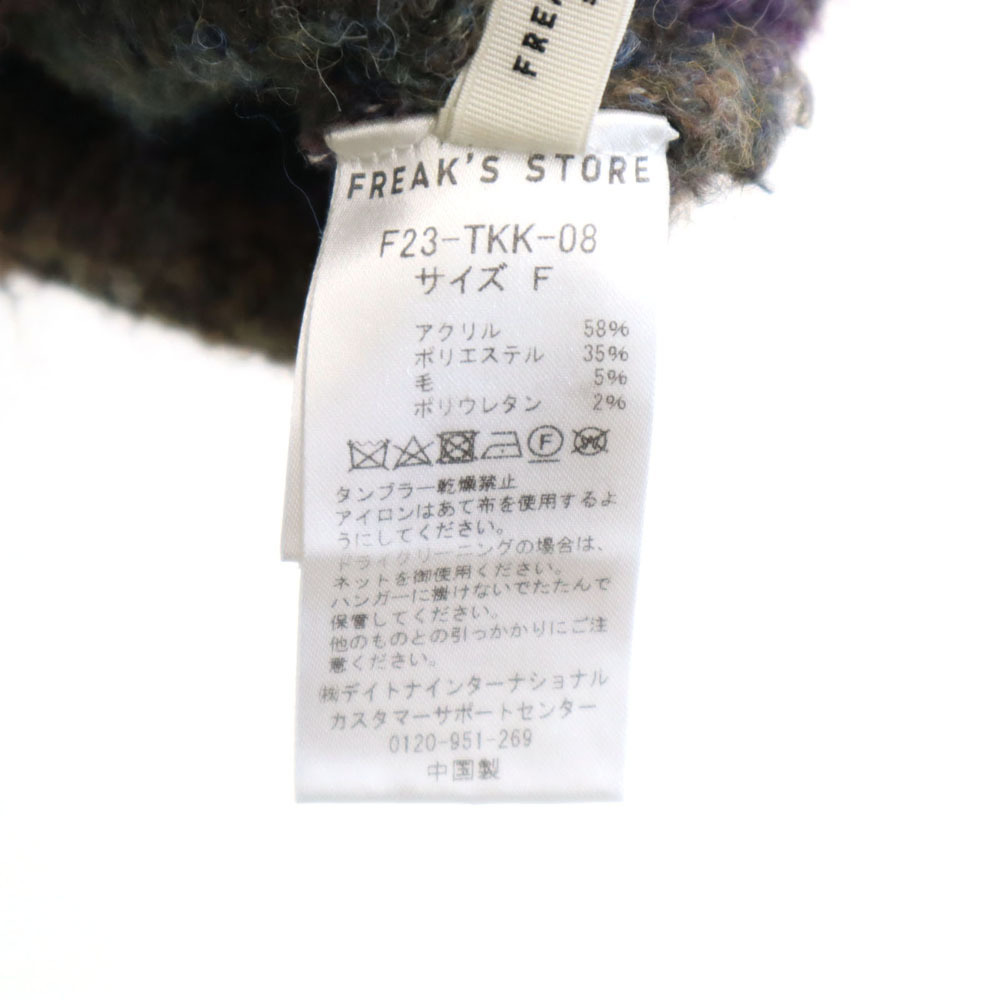 FREA
S
FREAK'S STORE
F23-TKK-08
サイズ F
アクリル 58%
ポリエステル 35%
毛 5%
ポリウレタン 2%
F W
タンブラー乾燥禁止
アイロンはあて布を使用するよ
うにしてください。
ドライクリーニングの場合は、
ネットを御使用ください。
ハンガーに掛けないでたたんで
保管してください。
他のものとの引っかかりにご注
意ください。
㈱デイトナインターナショナル
カスタマーサポートセンター
0120-951-269
中国製